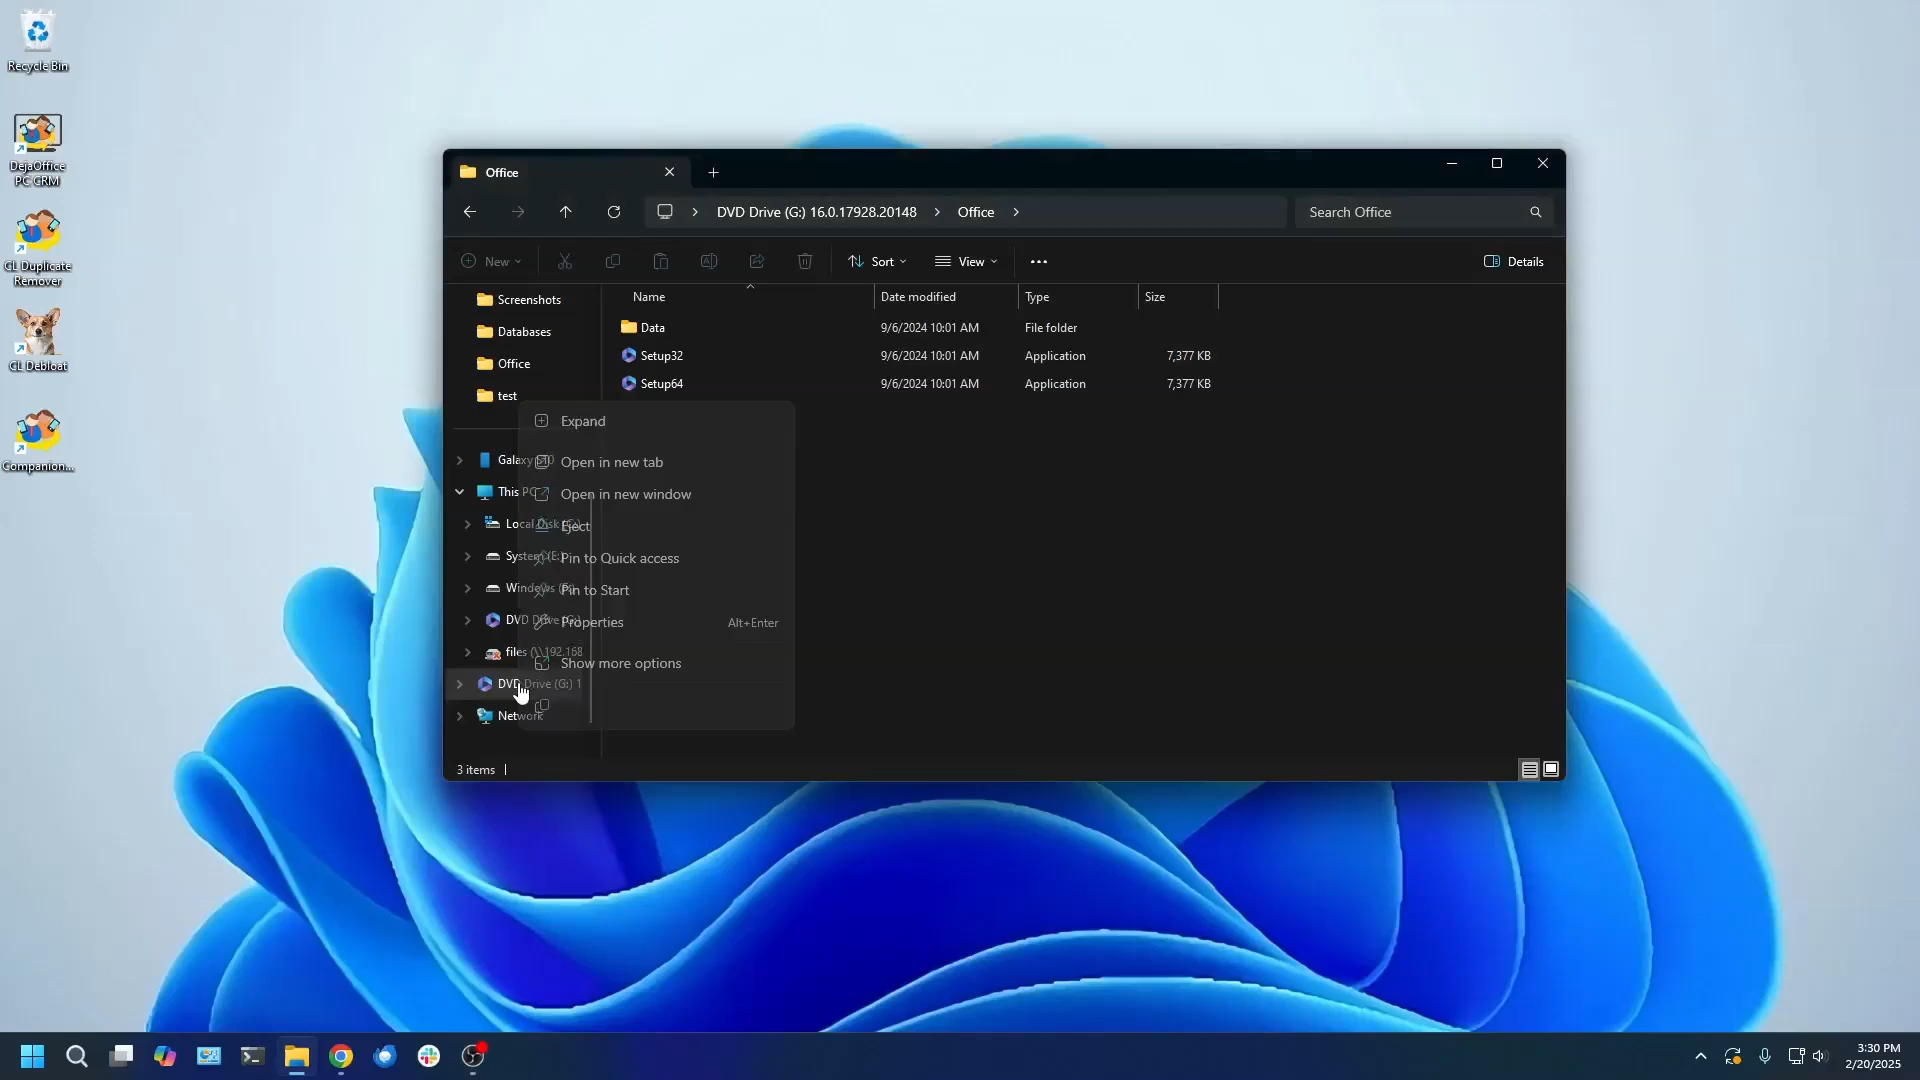 Recycle Bin
DejaOffice
PC CRM
CL Duplicate
Remover
CL Debloat
Companion...
Office
DVD Drive (G:) 16.0.17928.20148
Office
Search Office
New
Sort
View
Details
Screenshots
Databases
Office
test
Galaxy S10
This PC
Local Disk (C:)
System (E:)
Windows (F:)
DVD Drive (G:)
files (\\192.168
DVD Drive (G:) 1
Network
Name
Date modified
Type
Size
Data
9/6/2024 10:01 AM
File folder
Setup32
9/6/2024 10:01 AM
Application
7,377 KB
Setup64
9/6/2024 10:01 AM
Application
7,377 KB
Expand
Open in new tab
Open in new window
Eject
Pin to Quick access
Pin to Start
Properties
Alt+Enter
Show more options
3 items
3:30 PM
2/20/2025